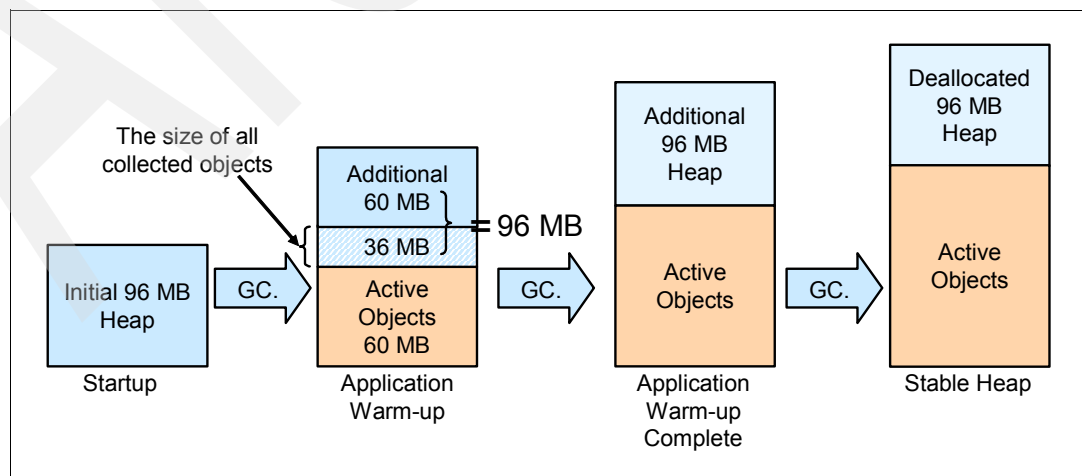 The size of all
collected objects
Initial 96 MB
Heap
Startup
GC.
Additional
60 MB
36 MB
= 96 MB
Active
Objects
60 MB
Application
Warm-up
GC.
Additional
96 MB
Heap
Active
Objects
Application
Warm-up
Complete
GC.
Deallocated
96 MB
Heap
Active
Objects
Stable Heap